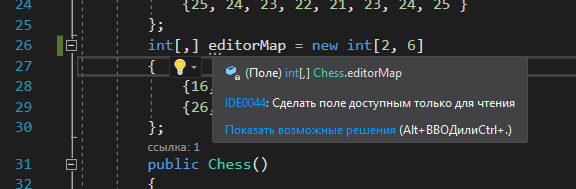 24 {25, 24, 23, 22, 21, 23, 24, 25 }
25 };
26 int[,] editorMap = new int[2, 6]
27 {
28 {16,
29 {26,
30 };
(Поле) int[,] Chess.editorMap
IDE0044: Сделать поле доступным только для чтения
Показать возможные решения (Alt+ВВОДилиCtrl+.)
ссылка: 1
31 public Chess()
32 {